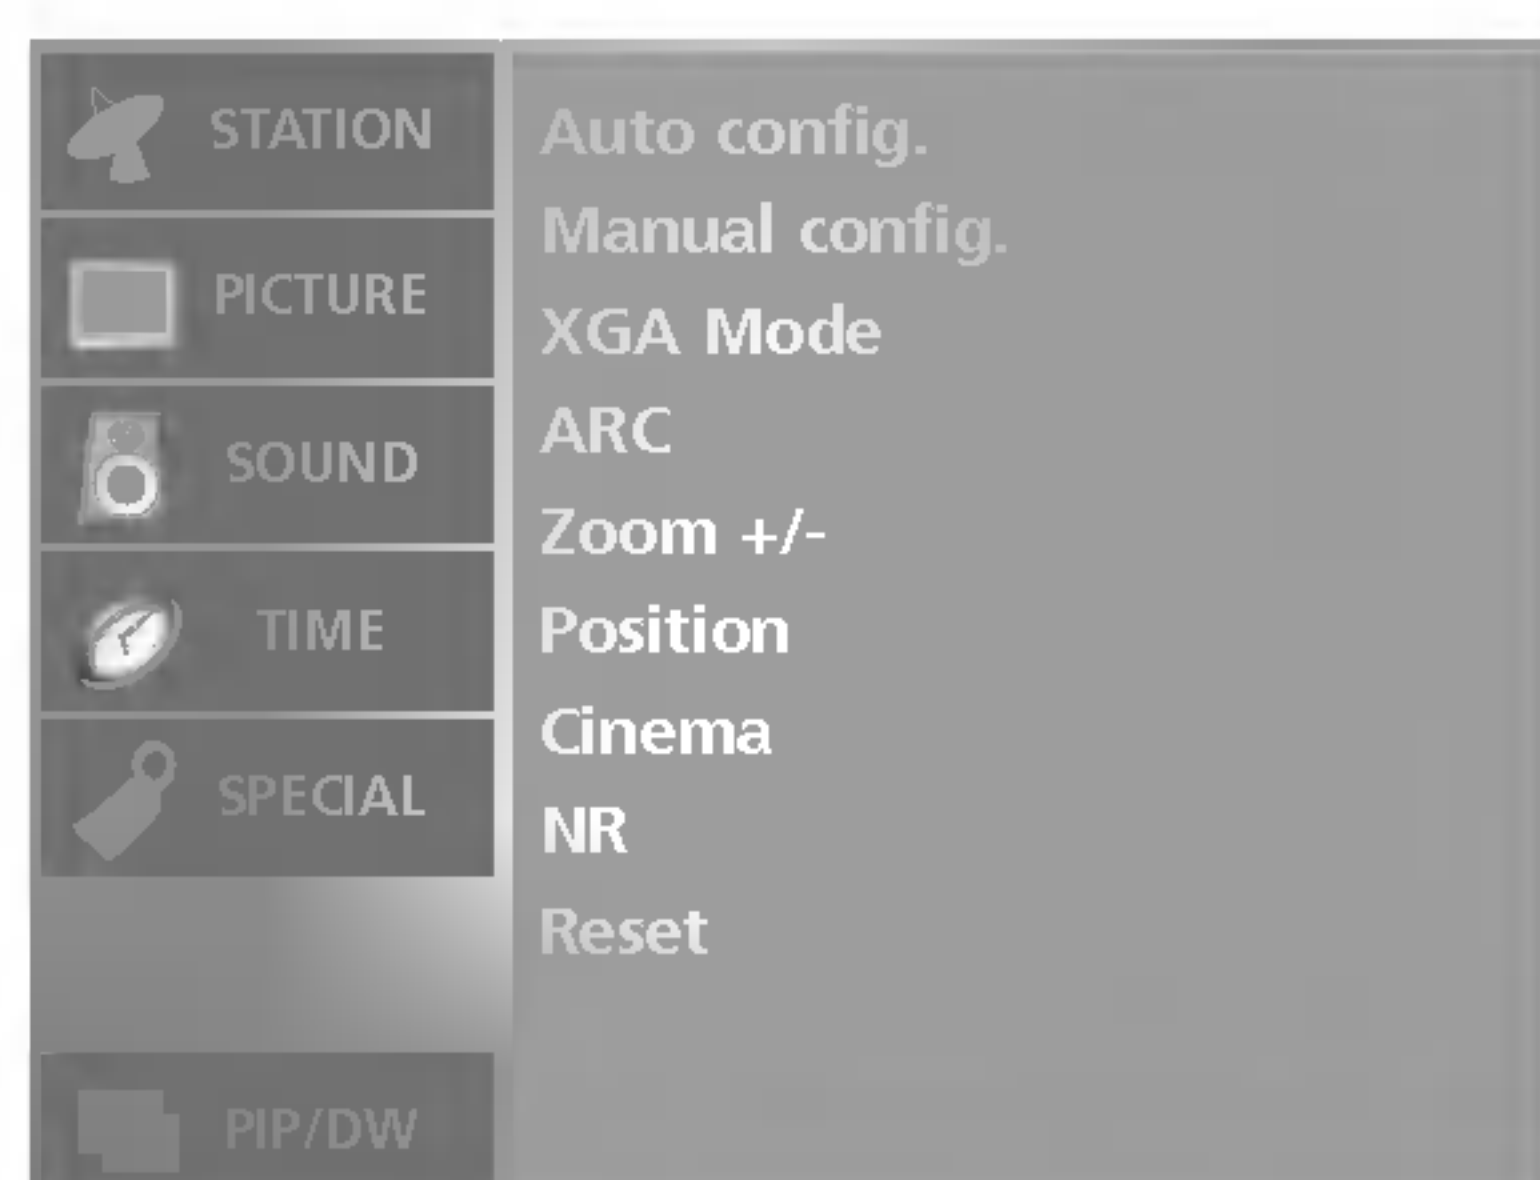 STATION
PICTURE
SOUND
TIME
SPECIAL
PIP/DW
Auto config.
Manual config.
XGA Mode
ARC
Zoom +/-
Position
Cinema
NR
Reset